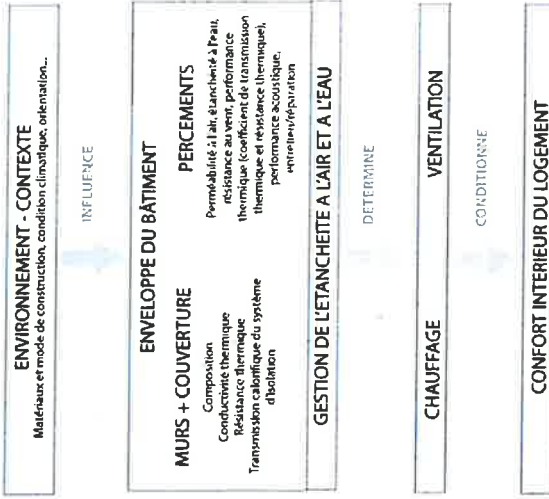 ENVIRONNEMENT - CONTEXTE
Matériaux et mode de construction, condition climatique, orientation...
INFLUENCE
ENVELOPPE DU BÂTIMENT
MURS + COUVERTURE
Composition
Conductivité thermique
Résistance thermique
Transmission calorifique du système
d'isolation
PERCEMENTS
Perméabilité à l'air, étanchéité à l'eau,
résistance au vent, performance
thermique (coefficient de transmission
thermique et résistance thermique),
performance acoustique,
entretien/réparation
GESTION DE L'ETANCHEITE A L'AIR ET A L'EAU
DETERMINE
CHAUFFAGE
VENTILATION
CONDITIONNE
CONFORT INTERIEUR DU LOGEMENT